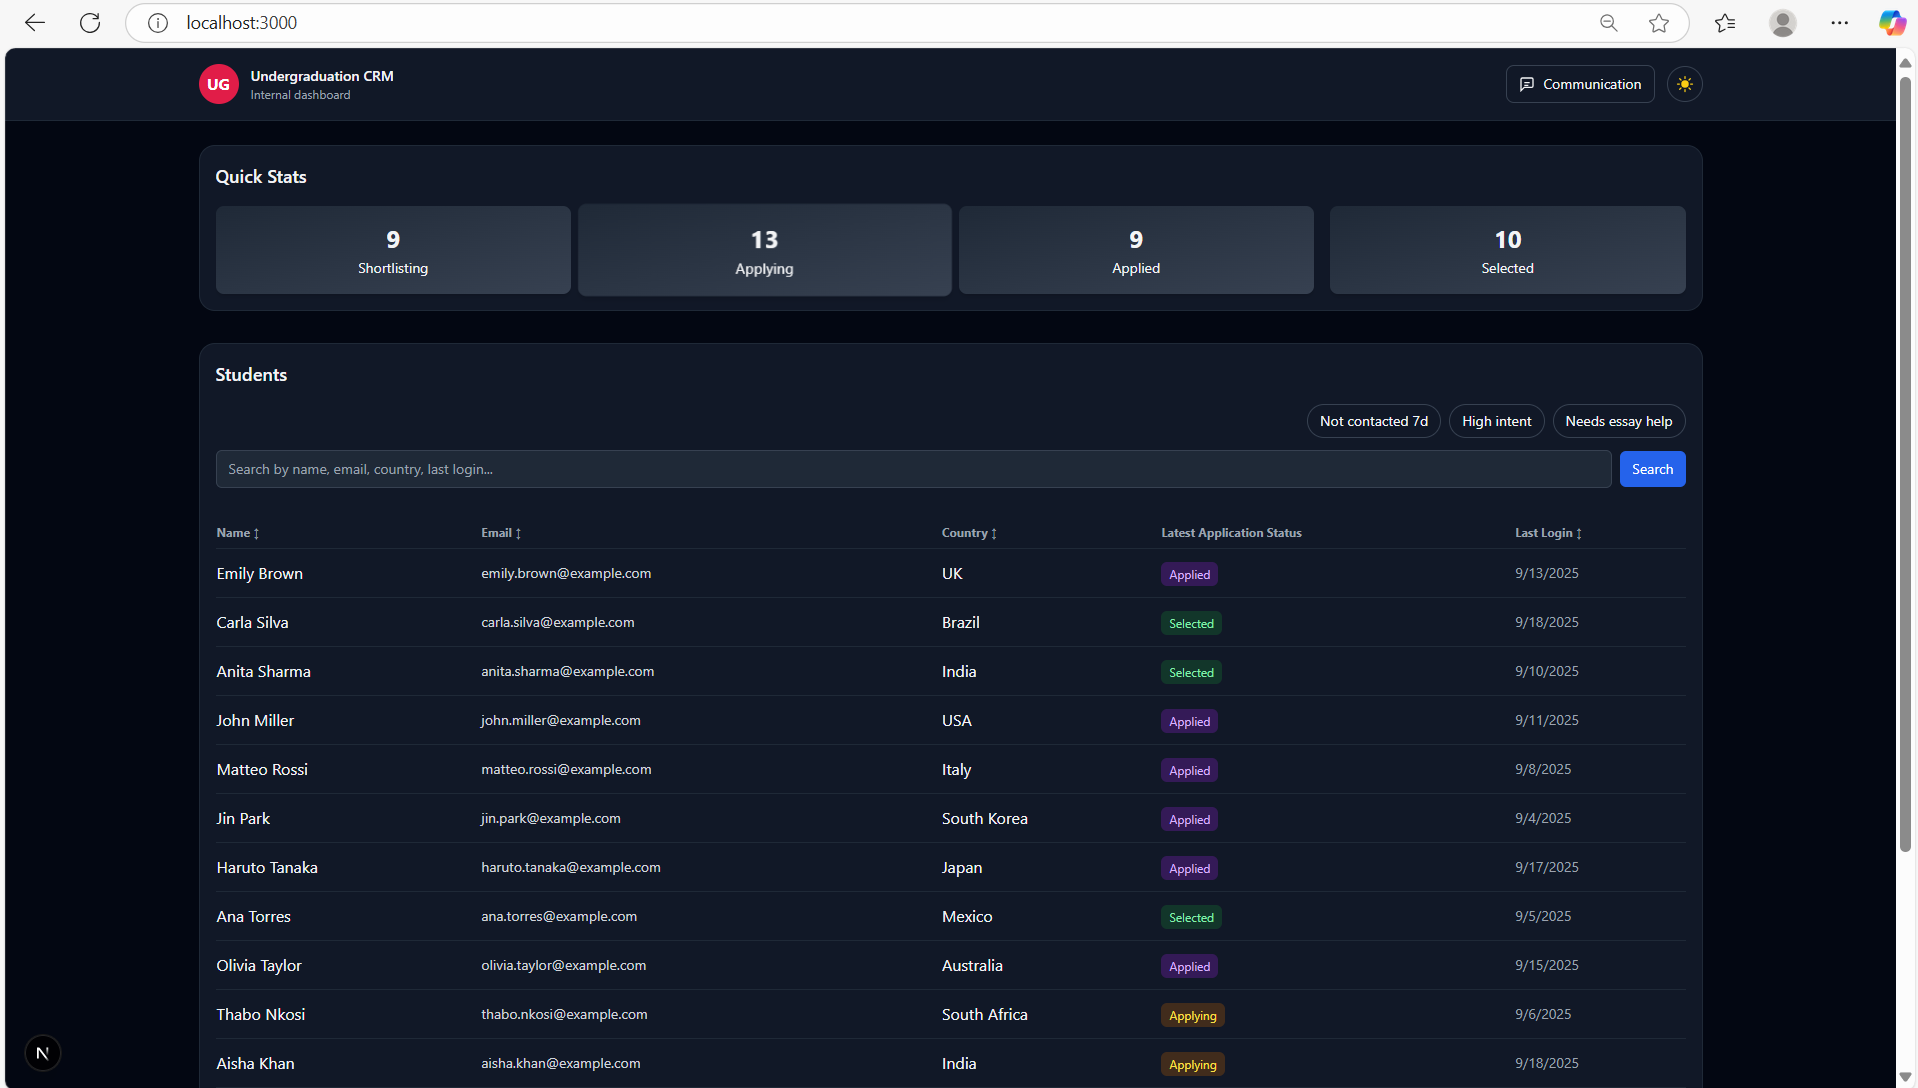 localhost:3000
UG
Undergraduation CRM
Internal dashboard
Communication
Quick Stats
9
Shortlisting
13
Applying
9
Applied
10
Selected
Students
Not contacted 7d
High intent
Needs essay help
Search by name, email, country, last login...
Search
Name ↕ Email ↕ Country ↕ Latest Application Status Last Login ↕
Emily Brown emily.brown@example.com UK Applied 9/13/2025
Carla Silva carla.silva@example.com Brazil Selected 9/18/2025
Anita Sharma anita.sharma@example.com India Selected 9/10/2025
John Miller john.miller@example.com USA Applied 9/11/2025
Matteo Rossi matteo.rossi@example.com Italy Applied 9/8/2025
Jin Park jin.park@example.com South Korea Applied 9/4/2025
Haruto Tanaka haruto.tanaka@example.com Japan Applied 9/17/2025
Ana Torres ana.torres@example.com Mexico Selected 9/5/2025
Olivia Taylor olivia.taylor@example.com Australia Applied 9/15/2025
Thabo Nkosi thabo.nkosi@example.com South Africa Applying 9/6/2025
Aisha Khan aisha.khan@example.com India Applying 9/18/2025
N